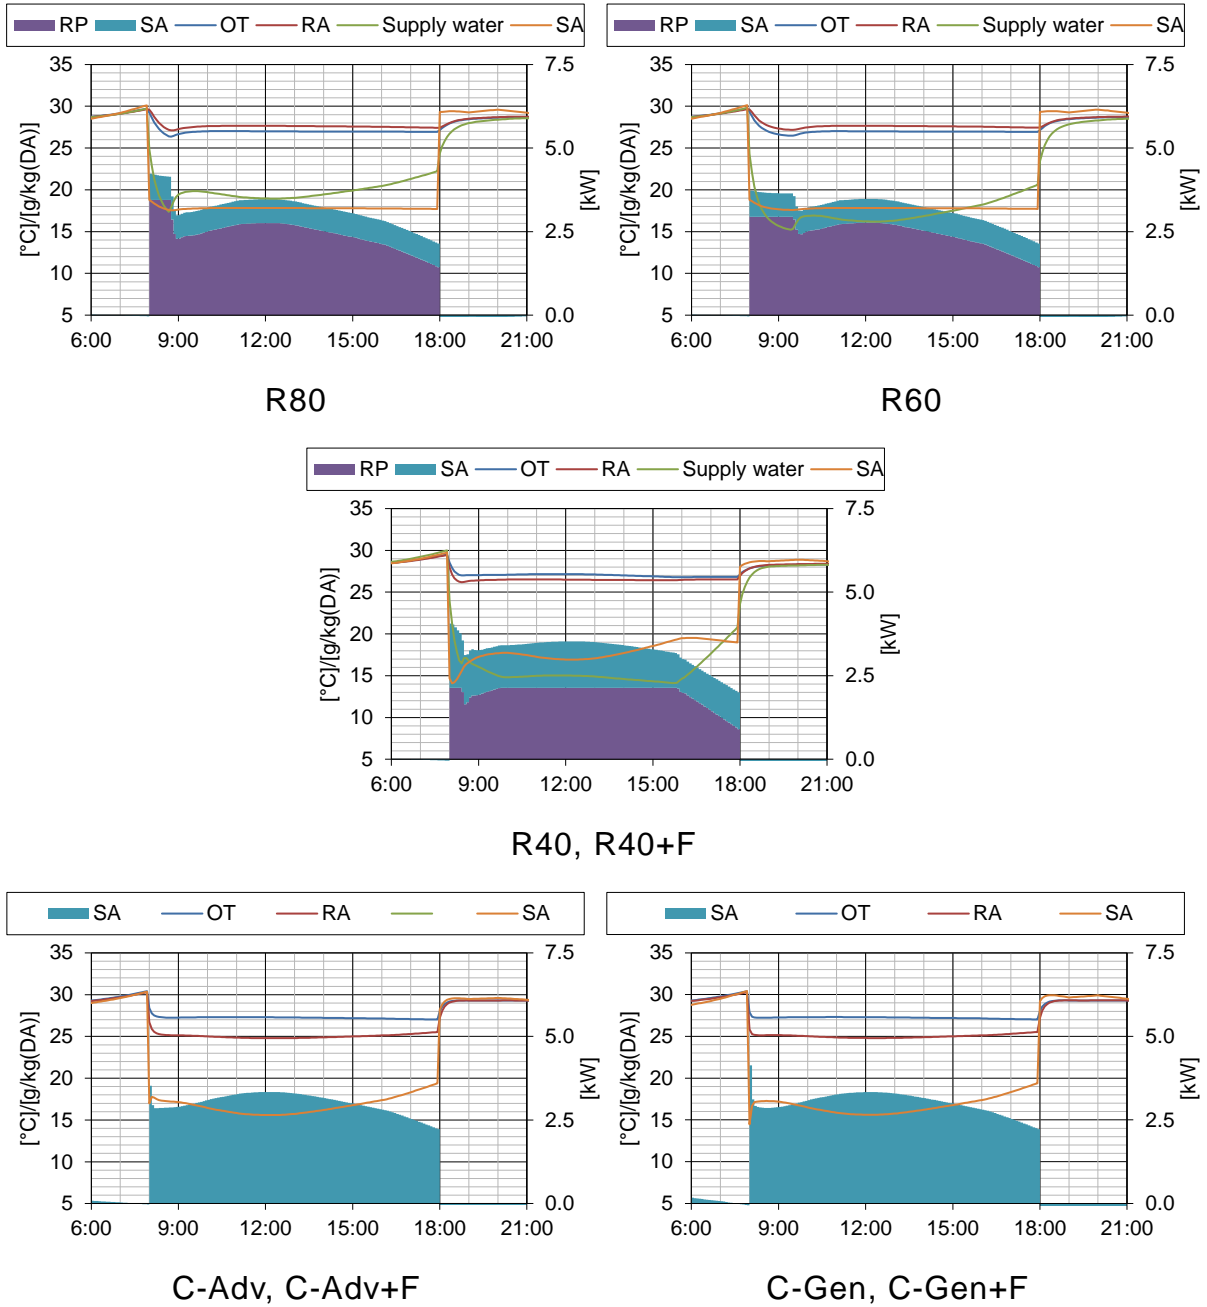 RP SA OT RA Supply water SA
35 7.5
30
25 5.0
20
15 2.5
10
5 0.0
[°C]/[g/kg(DA)]
[kW]
6:00 9:00 12:00 15:00 18:00 21:00
R80
RP SA OT RA Supply water SA
35 7.5
30
25 5.0
20
15 2.5
10
5 0.0
[°C]/[g/kg(DA)]
[kW]
6:00 9:00 12:00 15:00 18:00 21:00
R60
RP SA OT RA Supply water SA
35 7.5
30
25 5.0
20
15 2.5
10
5 0.0
[°C]/[g/kg(DA)]
[kW]
6:00 9:00 12:00 15:00 18:00 21:00
R40, R40+F
SA OT RA SA
35 7.5
30
25 5.0
20
15 2.5
10
5 0.0
[°C]/[g/kg(DA)]
[kW]
6:00 9:00 12:00 15:00 18:00 21:00
C-Adv, C-Adv+F
SA OT RA SA
35 7.5
30
25 5.0
20
15 2.5
10
5 0.0
[°C]/[g/kg(DA)]
[kW]
6:00 9:00 12:00 15:00 18:00 21:00
C-Gen, C-Gen+F